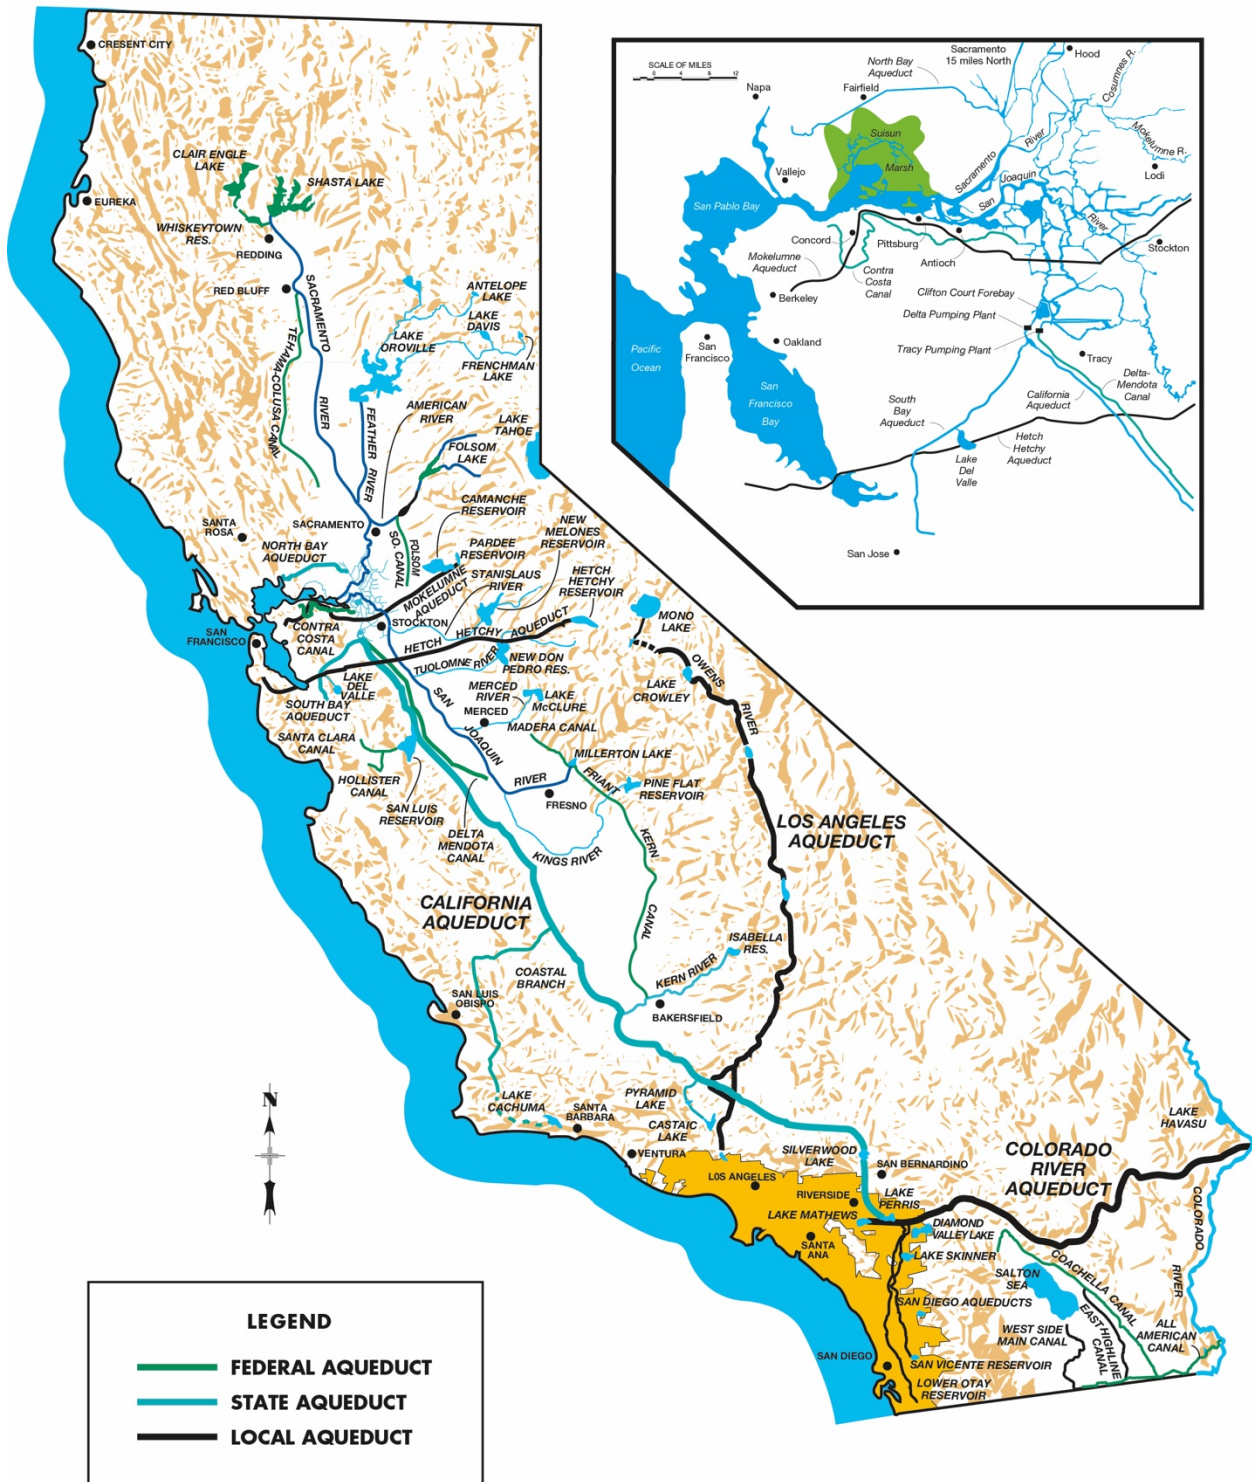 CRESENT CITY
CLAIR ENGLE
LAKE
SHASTA LAKE
EUREKA
WHISKEYTOWN
RES.
REDDING
RED BLUFF
SACRAMENTO
RIVER
TEHAMA-COLUSA CANAL
ANTELOPE
LAKE
LAKE
DAVIS
LAKE
OROVILLE
FRENCHMAN
LAKE
FEATHER RIVER
AMERICAN
RIVER
LAKE
TAHOE
FOLSOM
LAKE
CAMANCHE
RESERVOIR
SANTA
ROSA
SACRAMENTO
NORTH BAY
AQUEDUCT
FOLSOM
SO. CANAL
NEW
MELONES
RESERVOIR
PARDEE
RESERVOIR
STANISLAUS
RIVER
HETCH
HETCHY
RESERVOIR
MOKELUMNE
AQUEDUCT
SAN
FRANCISCO
CONTRA
COSTA
CANAL
STOCKTON
HETCH HETCHY AQUEDUCT
MONO
LAKE
TUOLOMNE RIVER
NEW DON
PEDRO RES.
OWENS
RIVER
LAKE
CROWLEY
LAKE
DEL
VALLE
SOUTH BAY
AQUEDUCT
MERCED
RIVER
LAKE
McCLURE
MERCED
MADERA CANAL
SAN
JOAQUIN
RIVER
SANTA CLARA
CANAL
HOLLISTER
CANAL
SAN LUIS
RESERVOIR
MILLERTON LAKE
FRIANT
KERN
CANAL
PINE FLAT
RESERVOIR
FRESNO
DELTA
MENDOTA
CANAL
KINGS RIVER
LOS ANGELES
AQUEDUCT
CALIFORNIA
AQUEDUCT
ISABELLA
RES.
KERN RIVER
COASTAL
BRANCH
SAN LUIS
OBISPO
BAKERSFIELD
PYRAMID
LAKE
LAKE
CACHUMA
SANTA
BARBARA
CASTAIC
LAKE
VENTURA
SILVERWOOD
LAKE
LAKE
HAVASU
COLORADO
RIVER
AQUEDUCT
SAN BERNARDINO
LOS ANGELES
RIVERSIDE
LAKE
PERRIS
LAKE MATHEWS
DIAMOND
VALLEY LAKE
SANTA
ANA
LAKE SKINNER
COLORADO
RIVER
SALTON
SEA
COACHELLA CANAL
SAN DIEGO AQUEDUCTS
WEST SIDE
MAIN CANAL
EAST HIGHLINE
CANAL
ALL
AMERICAN
CANAL
SAN DIEGO
SAN VICENTE RESERVOIR
LOWER OTAY
RESERVOIR
N
LEGEND
FEDERAL AQUEDUCT
STATE AQUEDUCT
LOCAL AQUEDUCT
SCALE OF MILES
0 4 8 12
Napa
North Bay
Aqueduct
Fairfield
Sacramento
15 miles North
Hood
Cosumnes R.
Mokelumne R.
Lodi
Suisun
Marsh
Vallejo
San Pablo Bay
Sacramento
River
San
Joaquin
River
Concord
Pittsburg
Antioch
Stockton
Mokelumne
Aqueduct
Contra
Costa
Canal
Berkeley
Clifton Court Forebay
Delta Pumping Plant
Tracy Pumping Plant
Tracy
Pacific
Ocean
San
Francisco
Oakland
San
Francisco
Bay
South
Bay
Aqueduct
California
Aqueduct
Delta-
Mendota
Canal
Lake
Del
Valle
Hetch
Hetchy
Aqueduct
San Jose